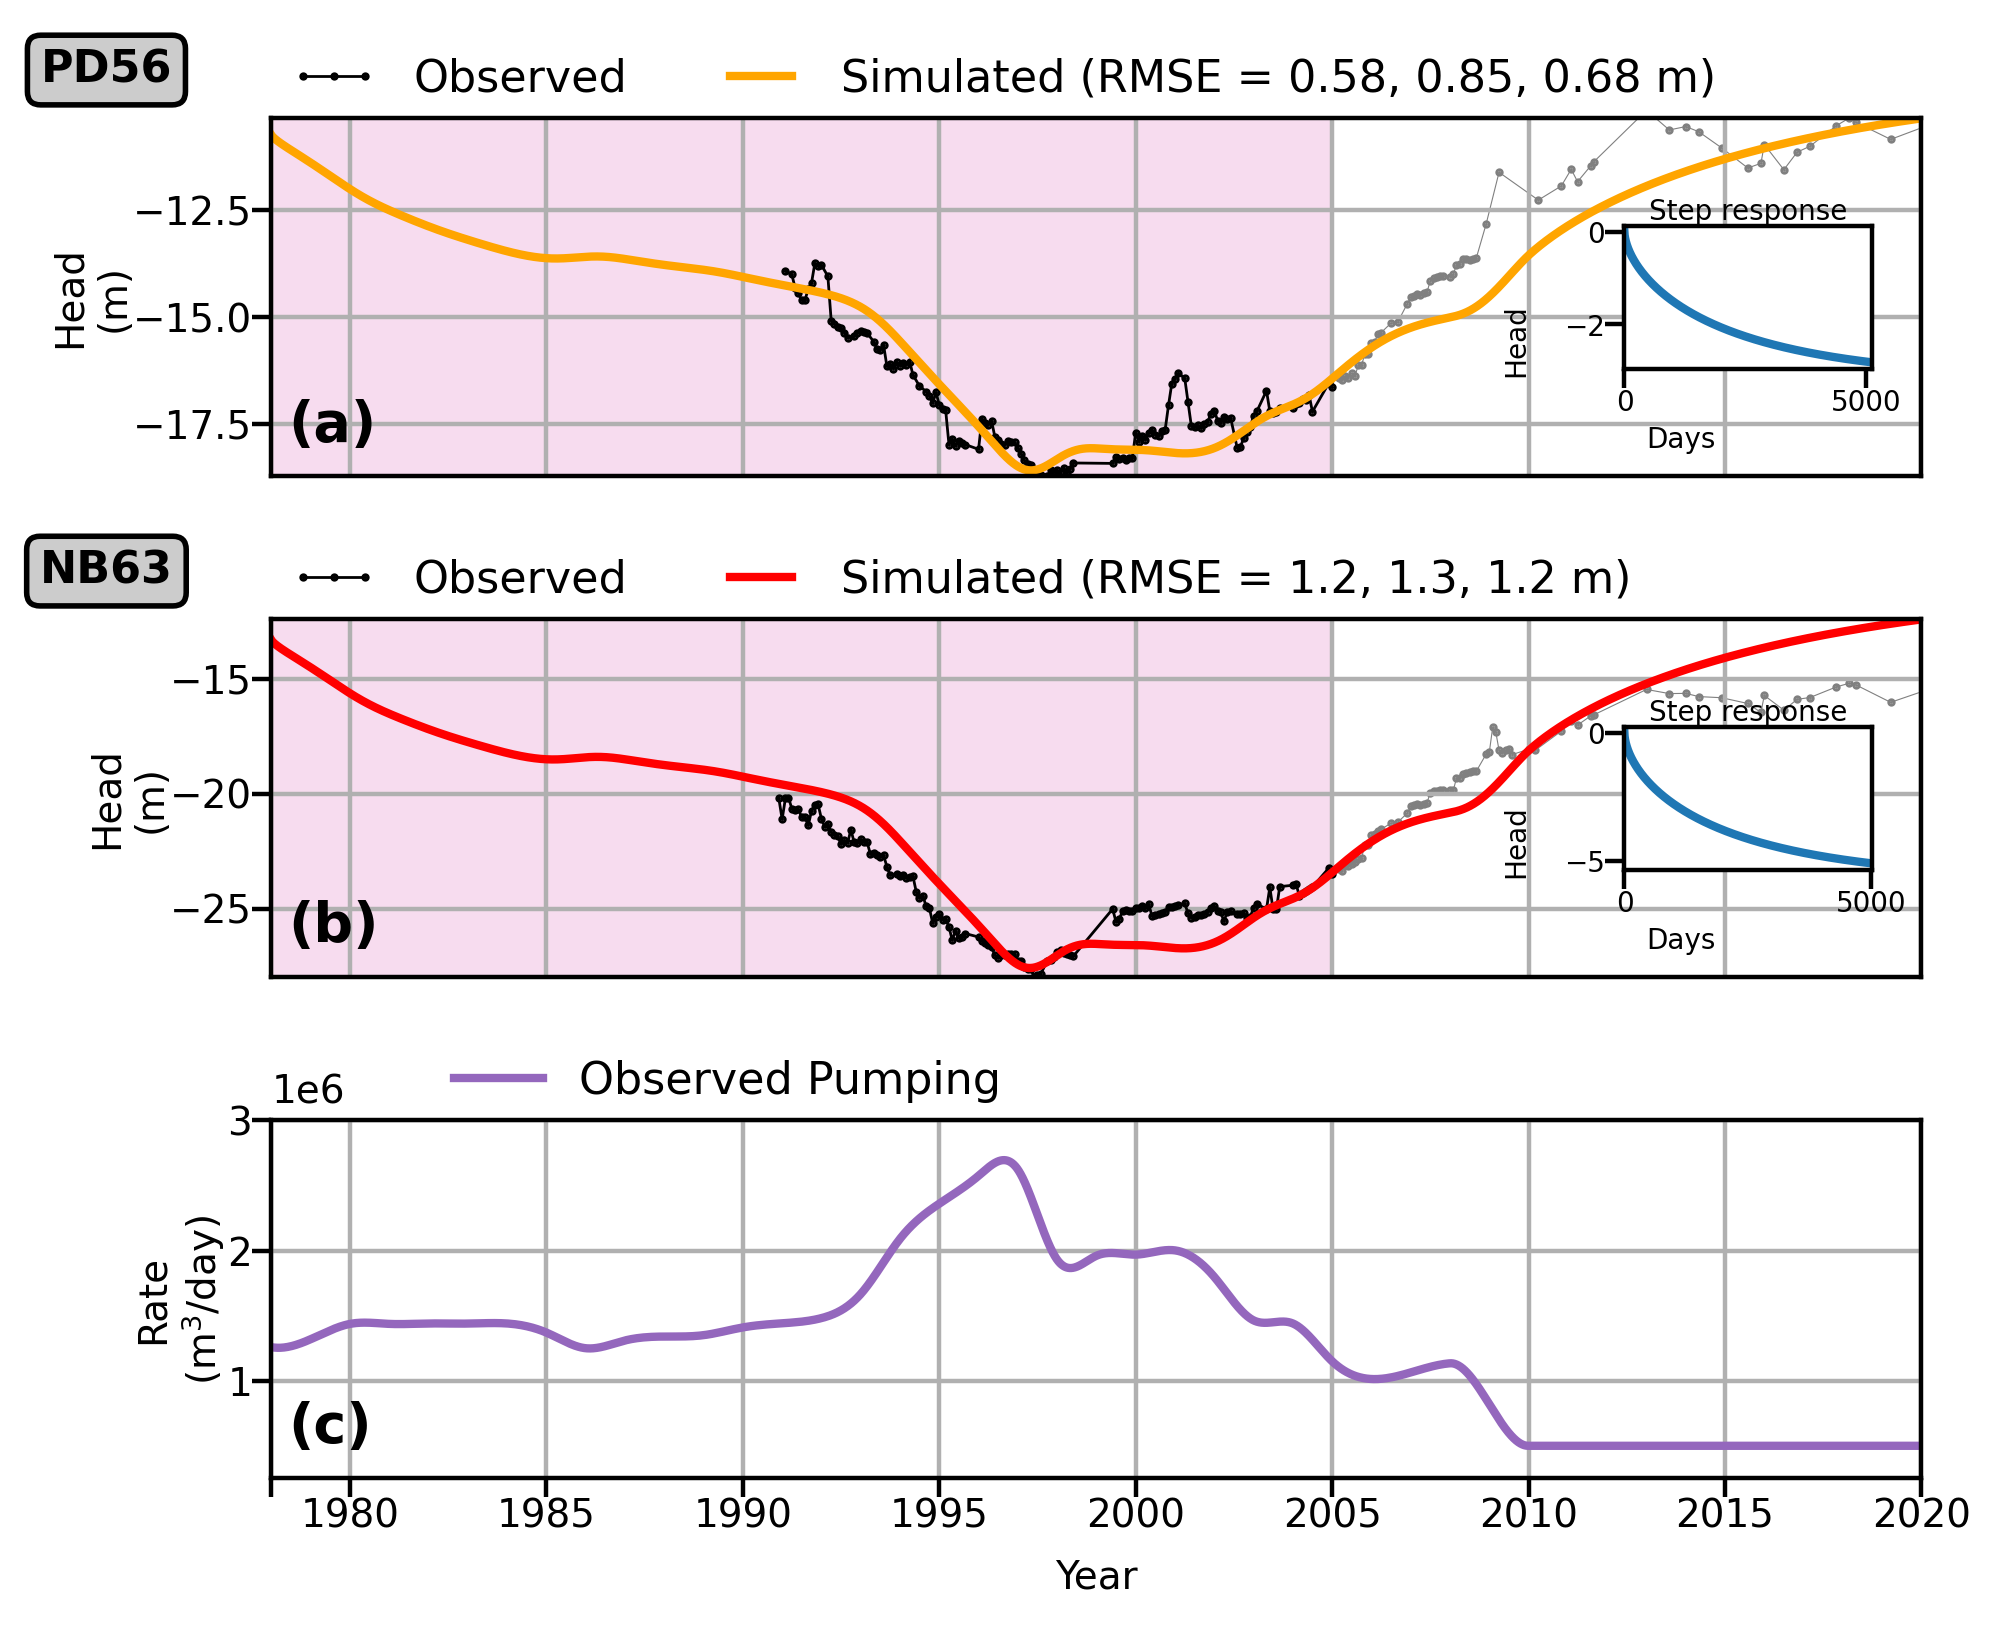 PD56
Observed
Simulated (RMSE = 0.58, 0.85, 0.68 m)
Head
(m)
−12.5
−15.0
−17.5
(a)
Step response
Head
0
−2
0
5000
Days
NB63
Observed
Simulated (RMSE = 1.2, 1.3, 1.2 m)
Head
(m)
−15
−20
−25
(b)
Step response
Head
0
−5
0
5000
Days
1e6
Observed Pumping
Rate
(m³/day)
3
2
1
(c)
1980 1985 1990 1995 2000 2005 2010 2015 2020
Year